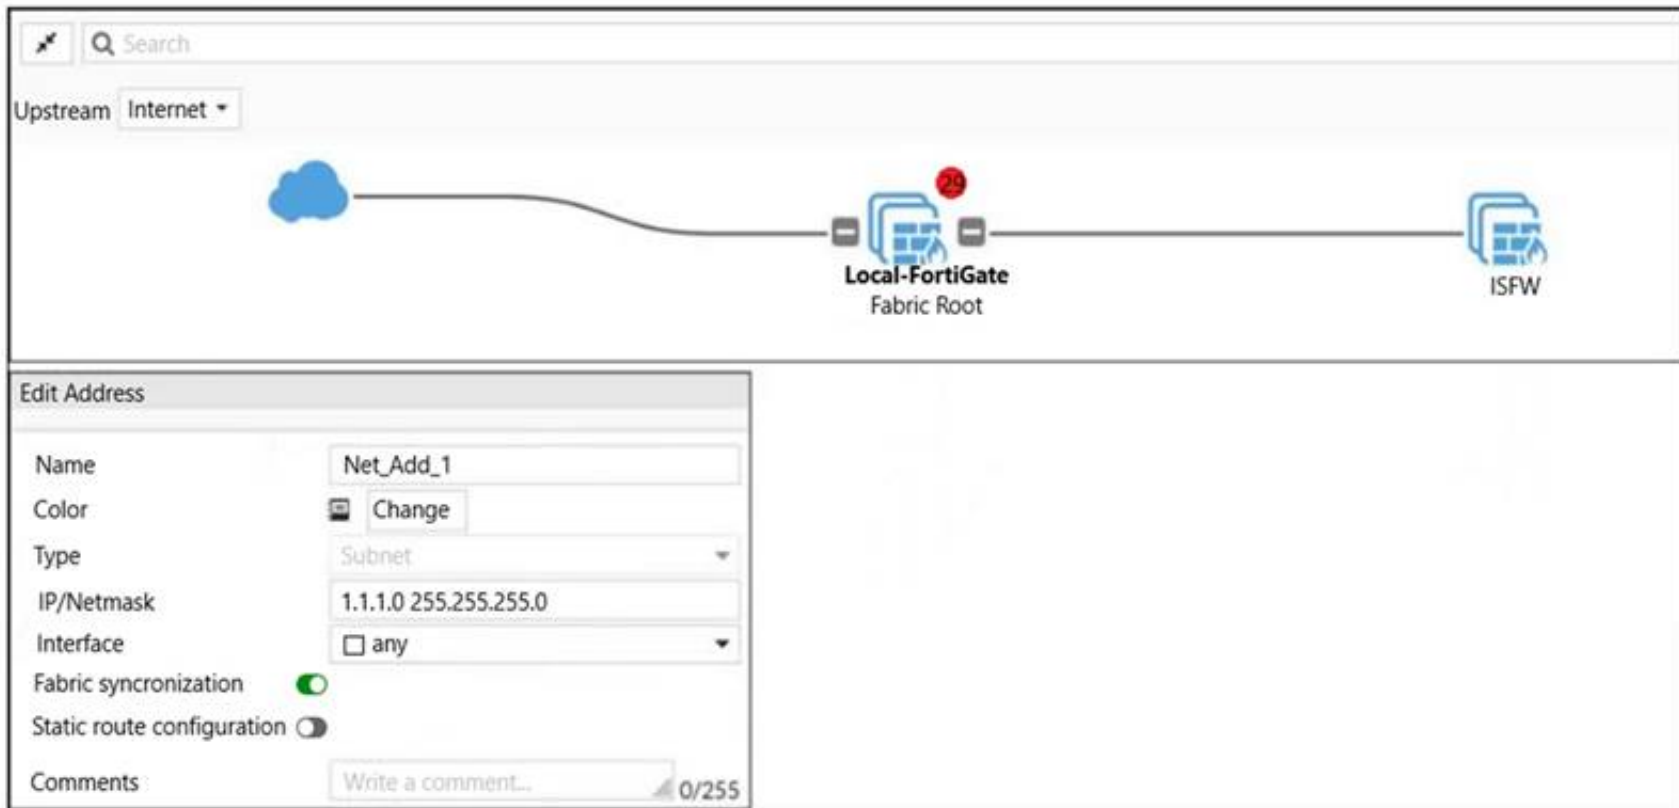 Search
Upstream Internet
29
Local-FortiGate
Fabric Root
ISFW
Edit Address
Name Net_Add_1
Color Change
Type Subnet
IP/Netmask 1.1.1.0 255.255.255.0
Interface any
Fabric syncronization
Static route configuration
Comments Write a comment... 0/255